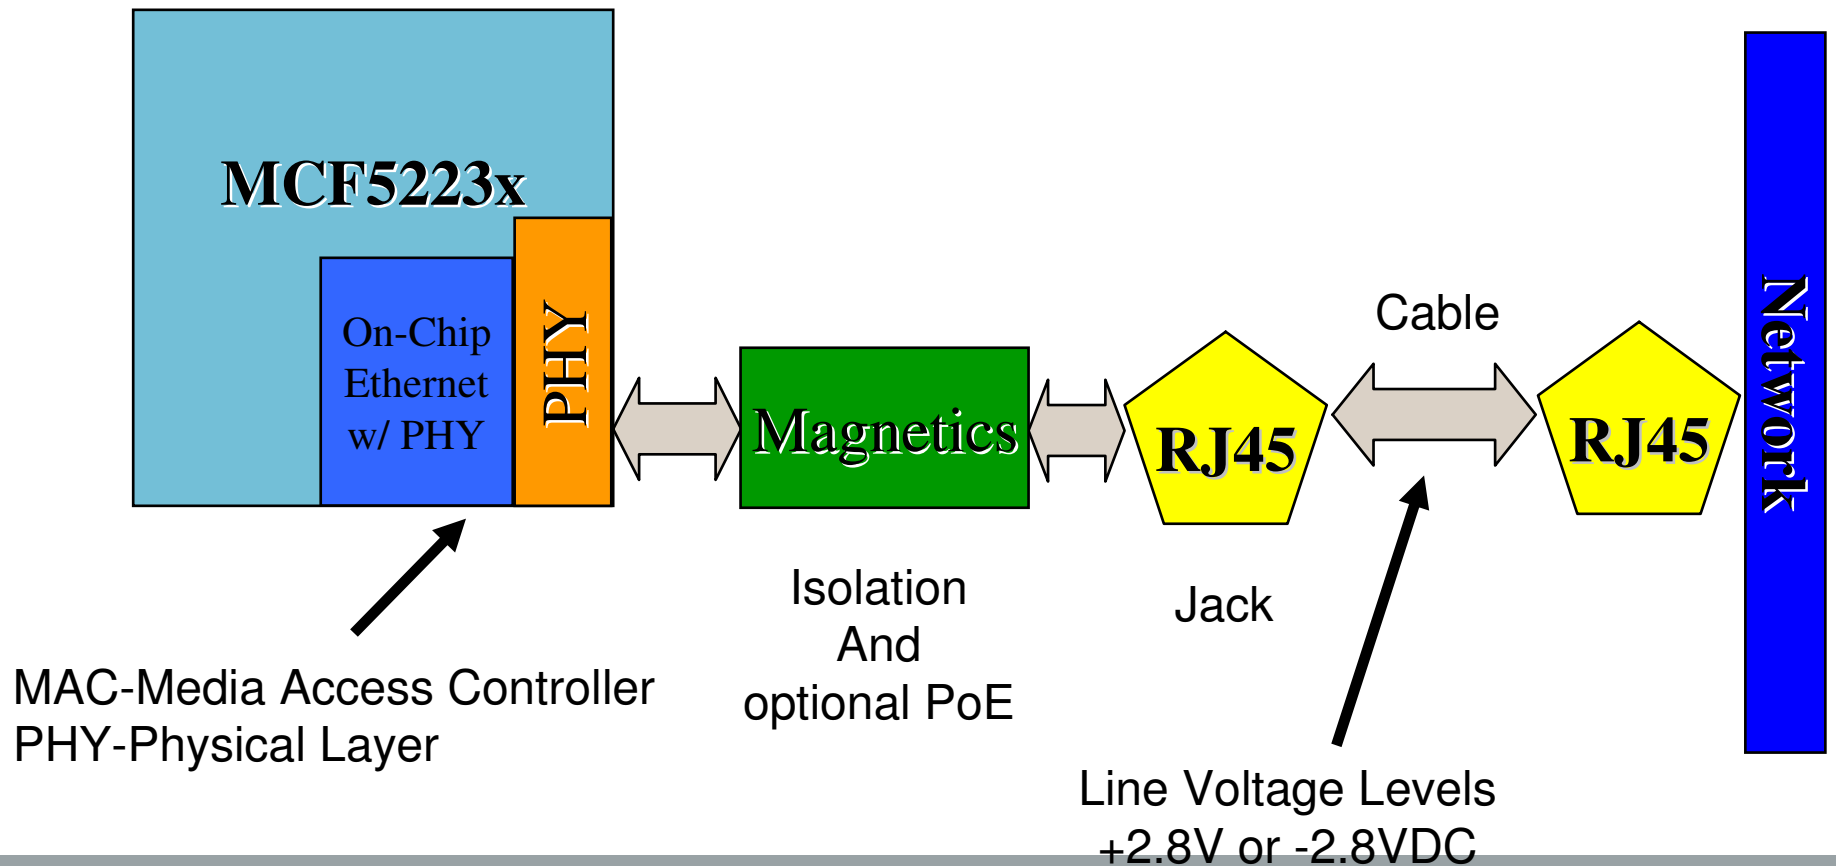 MCF5223x
On-Chip
Ethernet
w/ PHY
PHY
Magnetics
RJ45
Cable
RJ45
Network
Isolation
And
optional PoE
Jack
MAC-Media Access Controller
PHY-Physical Layer
Line Voltage Levels
+2.8V or -2.8VDC